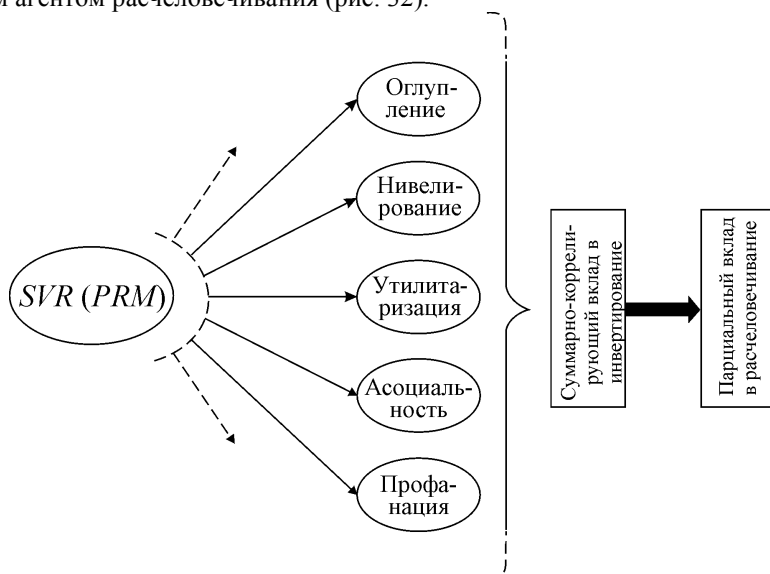 м агентом расчеловечивания (рис. 32).
Оглуп-
ление
Нивели-
рование
SVR (PRM)
Утилита-
ризация
Асоциаль-
ность
Профа-
нация
Суммарно-коррели-
рующий вклад в
инвертирование
Парциальный вклад
в расчеловечивание